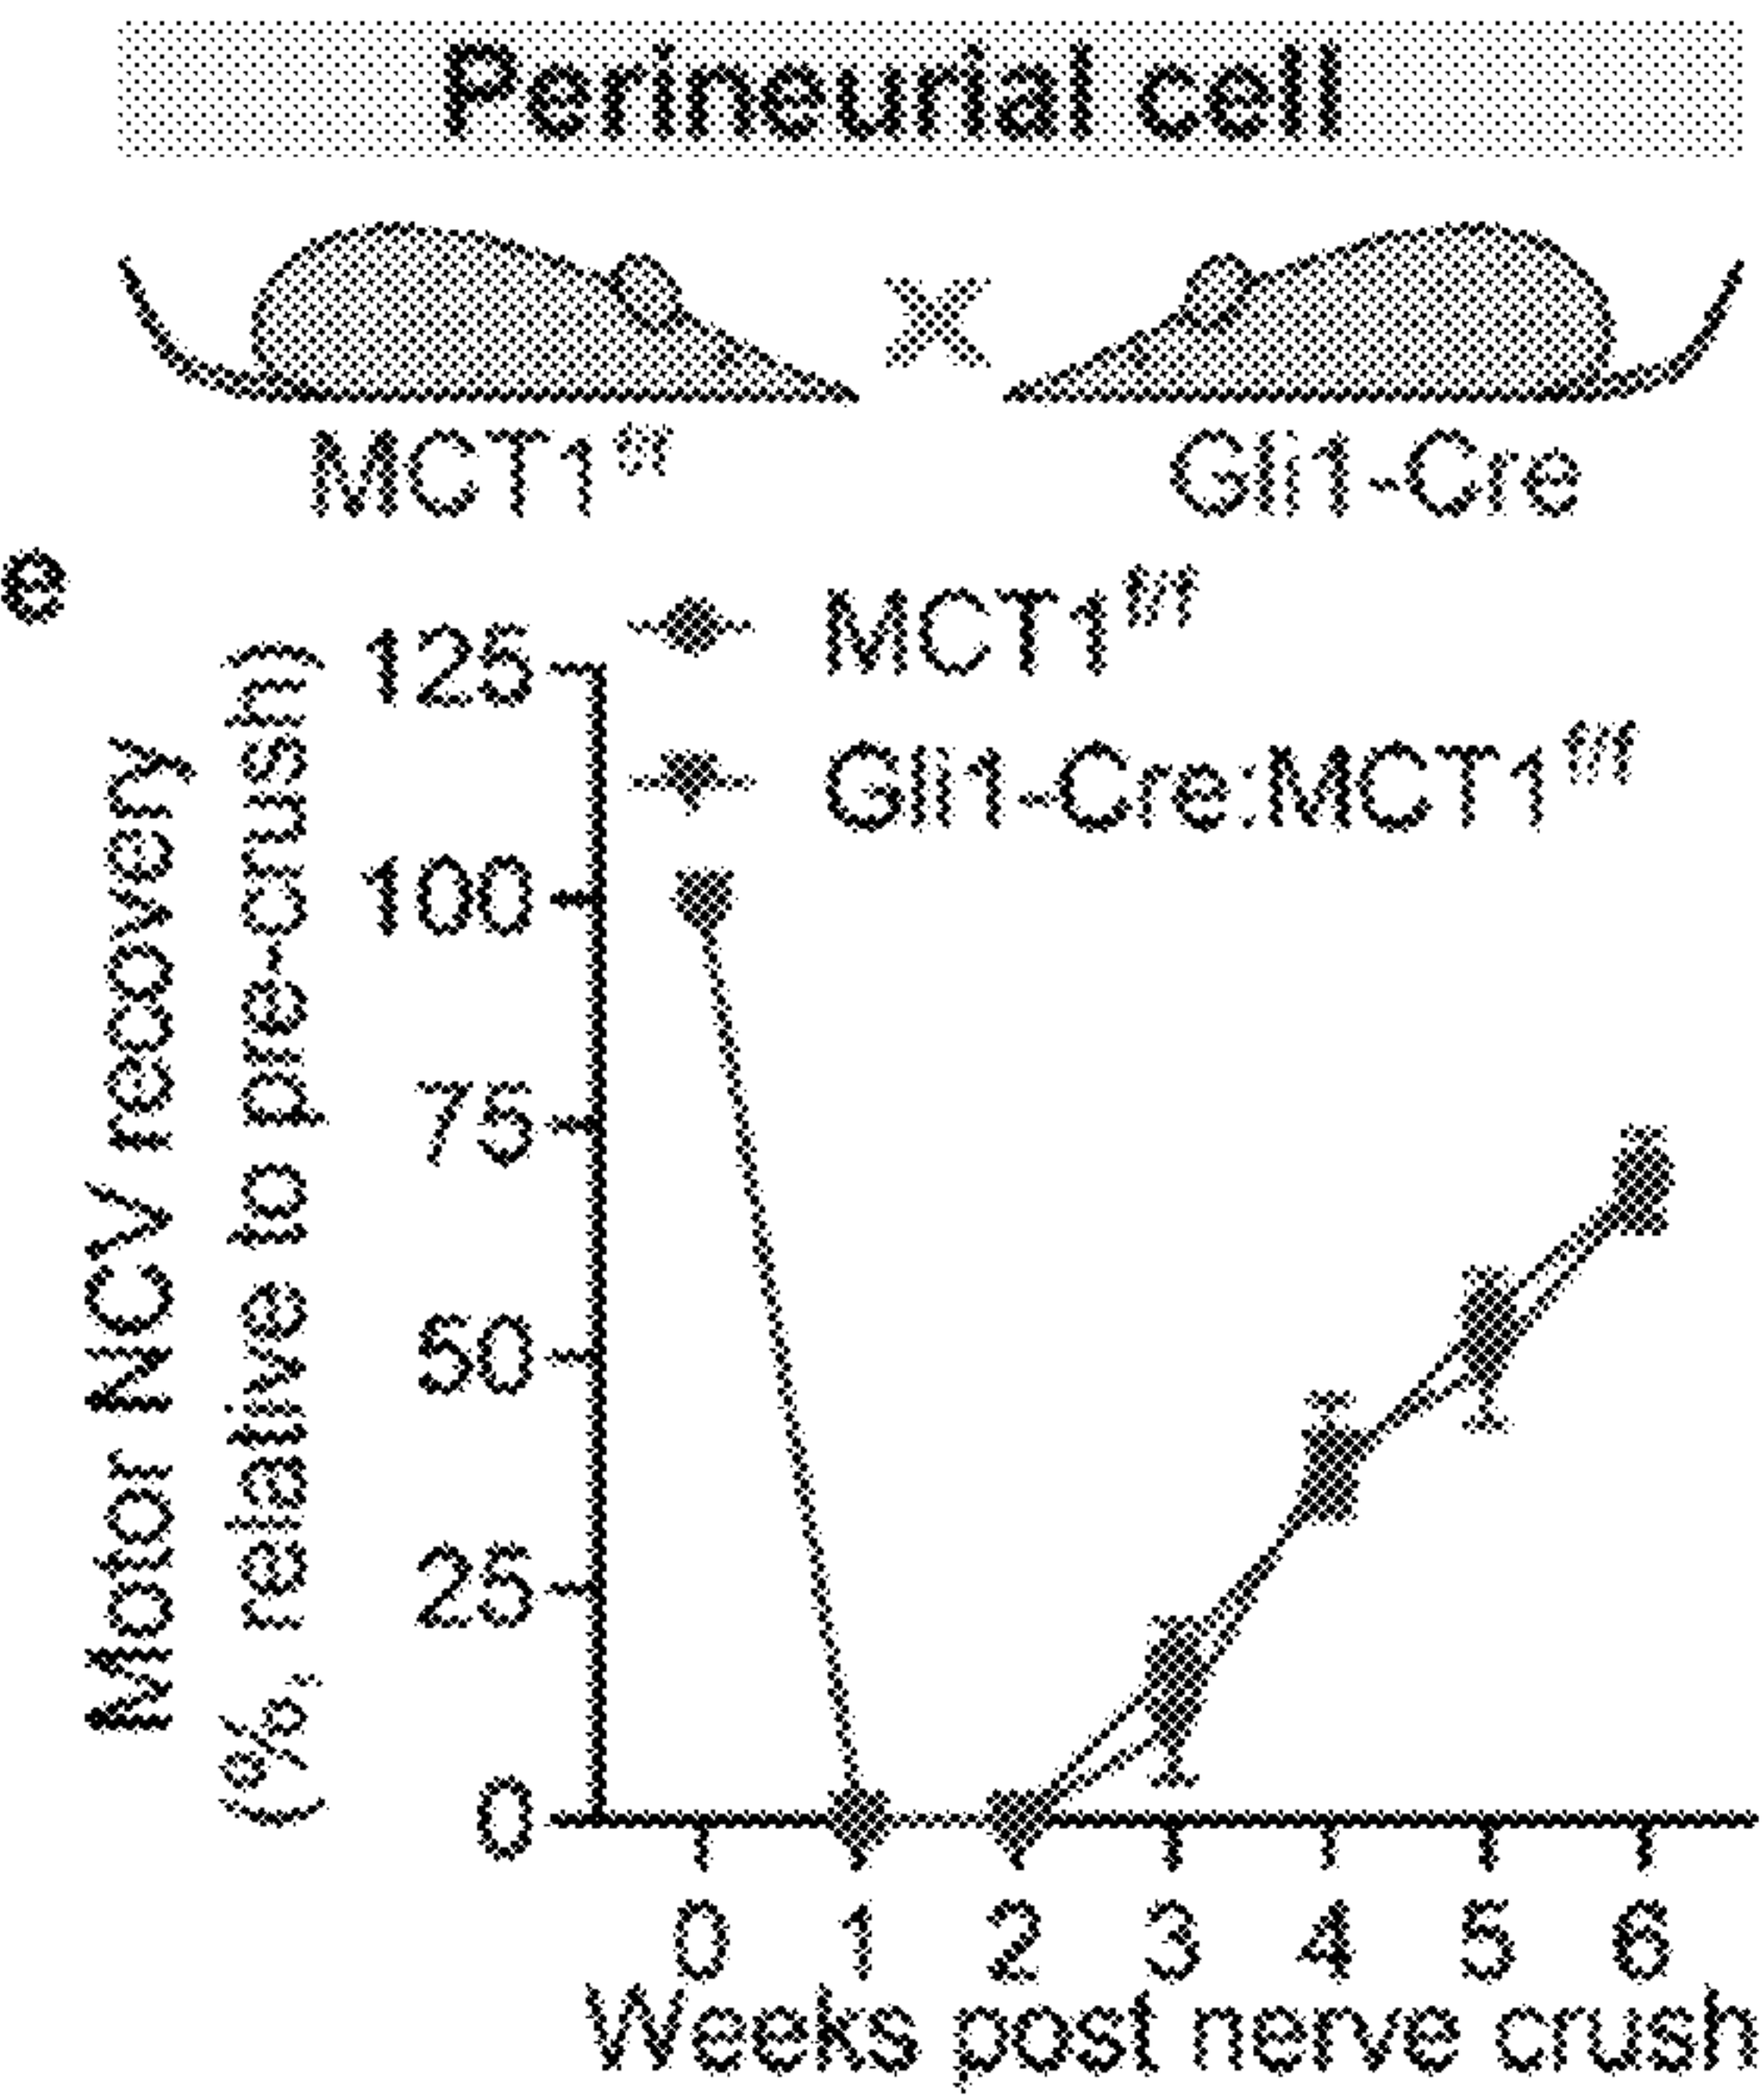 Perineurial cell
MCT1f/f
Gli1-Cre
e
MCT1f/f
Gli1-Cre:MCT1f/f
Motor NCV recovery
(%, relative to pre-crush)
125
100
75
50
25
0
0 1 2 3 4 5 6
Weeks post nerve crush